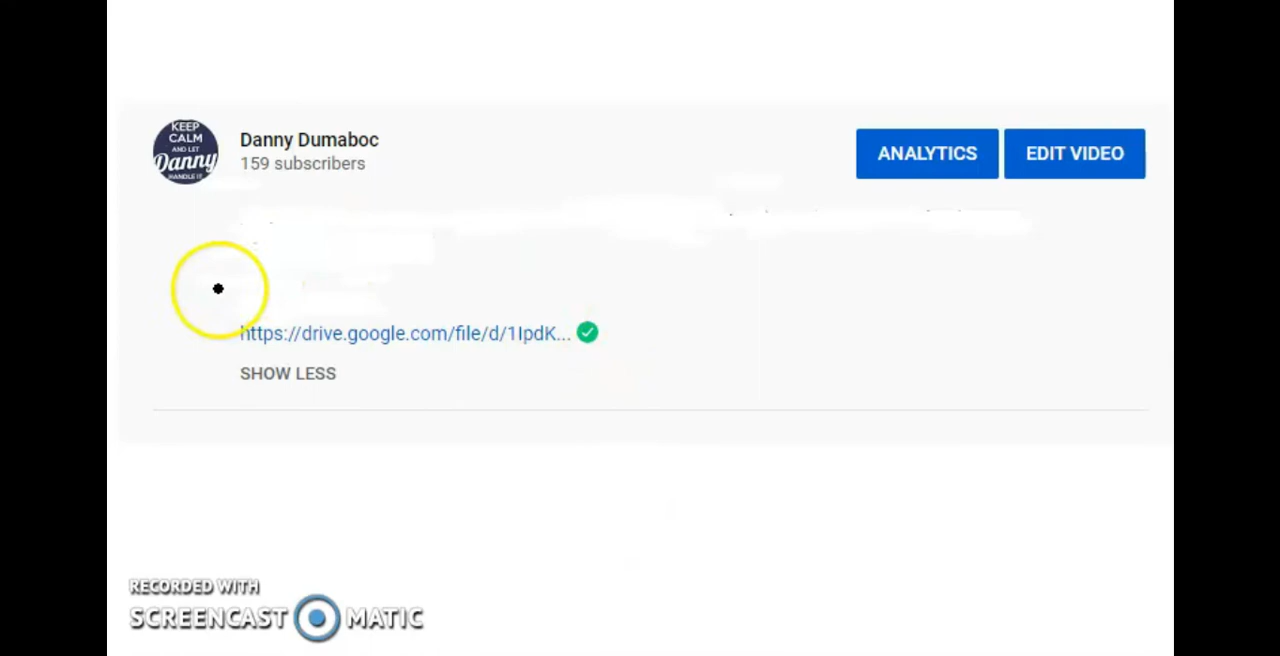 KEEP
CALM
AND LET
Danny
HANDLE IT
Danny Dumaboc
159 subscribers
ANALYTICS
EDIT VIDEO
https://drive.google.com/file/d/1IpdK...
SHOW LESS
RECORDED WITH
SCREENCAST MATIC